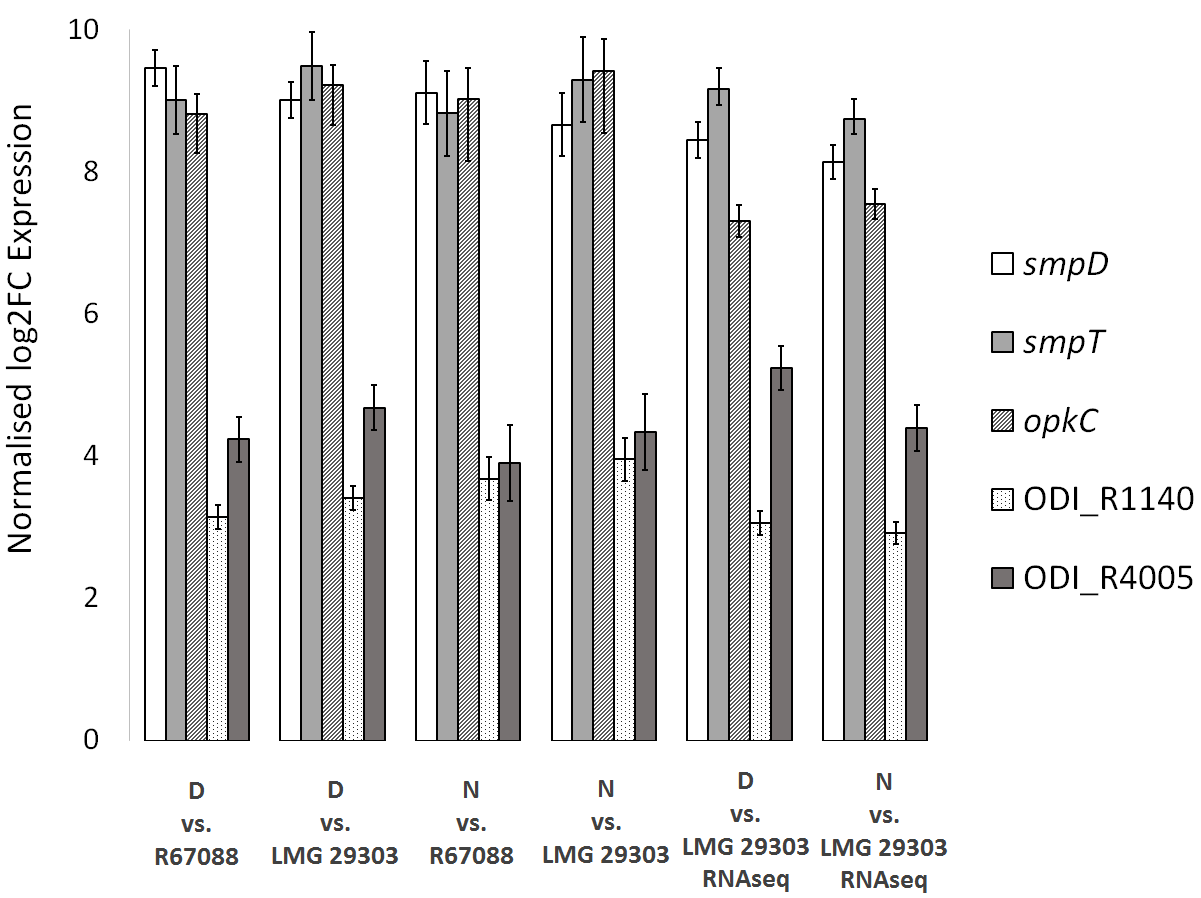 Normalised log2FC Expression
10
8
6
4
2
0
D
vs.
R67088
D
vs.
LMG 29303
N
vs.
R67088
N
vs.
LMG 29303
D
vs.
LMG 29303
RNAseq
N
vs.
LMG 29303
RNAseq
smpD
smpT
opkC
ODI_R1140
ODI_R4005